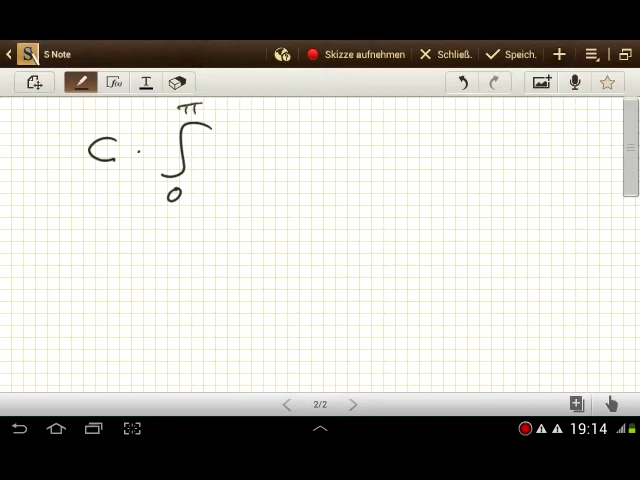 S S Note Skizze aufnehmen Schließ. Speich.
f(x) T
π
C · ∫
0
2/2
19:14